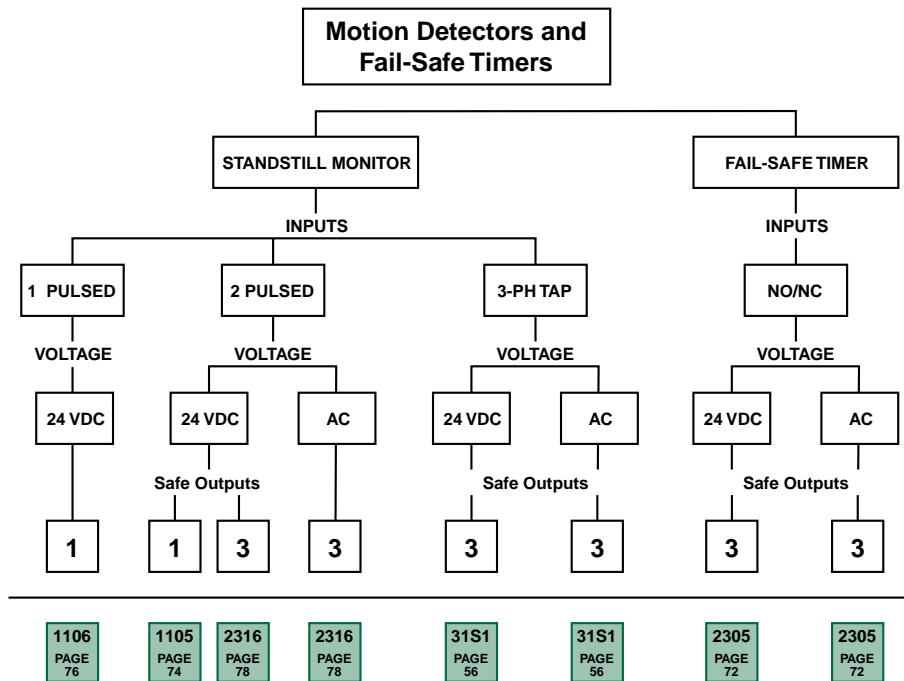 Motion Detectors and
Fail-Safe Timers
STANDSTILL MONITOR
FAIL-SAFE TIMER
INPUTS
INPUTS
1 PULSED
2 PULSED
3-PH TAP
NO/NC
VOLTAGE
VOLTAGE
VOLTAGE
VOLTAGE
24 VDC
24 VDC
AC
24 VDC
AC
24 VDC
AC
Safe Outputs
Safe Outputs
Safe Outputs
1
1
3
3
3
3
3
3
1106
PAGE
76
1105
PAGE
74
2316
PAGE
78
2316
PAGE
78
31S1
PAGE
56
31S1
PAGE
56
2305
PAGE
72
2305
PAGE
72